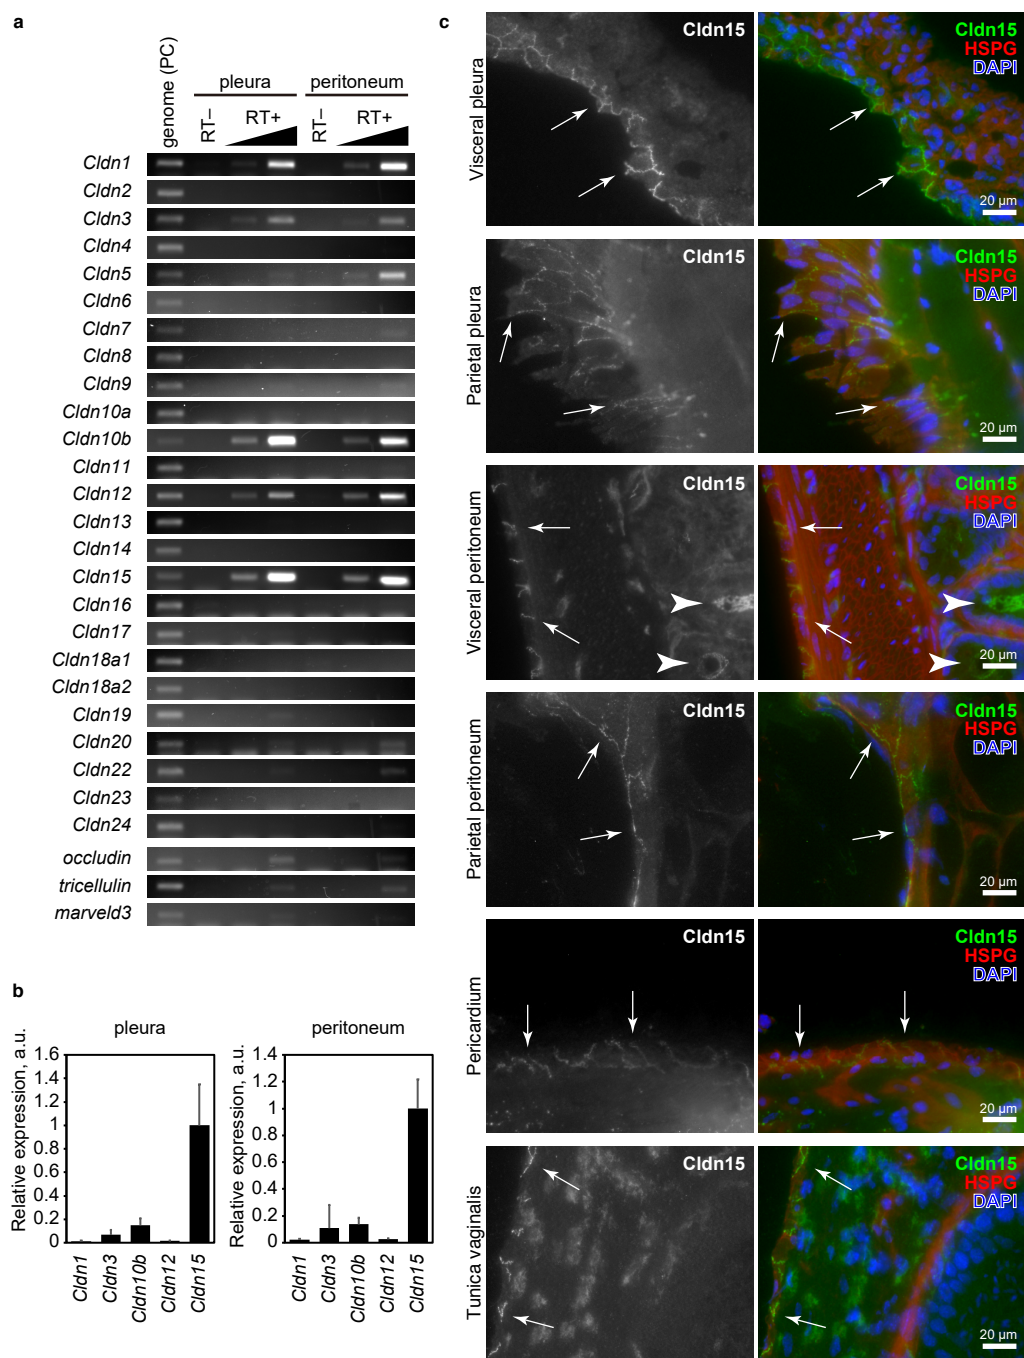 a
genome (PC)
pleura
peritoneum
RT–
RT+
RT–
RT+
Cldn1
Cldn2
Cldn3
Cldn4
Cldn5
Cldn6
Cldn7
Cldn8
Cldn9
Cldn10a
Cldn10b
Cldn11
Cldn12
Cldn13
Cldn14
Cldn15
Cldn16
Cldn17
Cldn18a1
Cldn18a2
Cldn19
Cldn20
Cldn22
Cldn23
Cldn24
occludin
tricellulin
marveld3
b
pleura
Relative expression, a.u.
1.6
1.4
1.2
1
0.8
0.6
0.4
0.2
0
Cldn1
Cldn3
Cldn10b
Cldn12
Cldn15
peritoneum
Relative expression, a.u.
1.4
1.2
1
0.8
0.6
0.4
0.2
0
Cldn1
Cldn3
Cldn10b
Cldn12
Cldn15
c
Visceral pleura
Cldn15
Cldn15
HSPG
DAPI
20 µm
Parietal pleura
Cldn15
Cldn15
HSPG
DAPI
20 µm
Visceral peritoneum
Cldn15
Cldn15
HSPG
DAPI
20 µm
Parietal peritoneum
Cldn15
Cldn15
HSPG
DAPI
20 µm
Pericardium
Cldn15
Cldn15
HSPG
DAPI
20 µm
Tunica vaginalis
Cldn15
Cldn15
HSPG
DAPI
20 µm